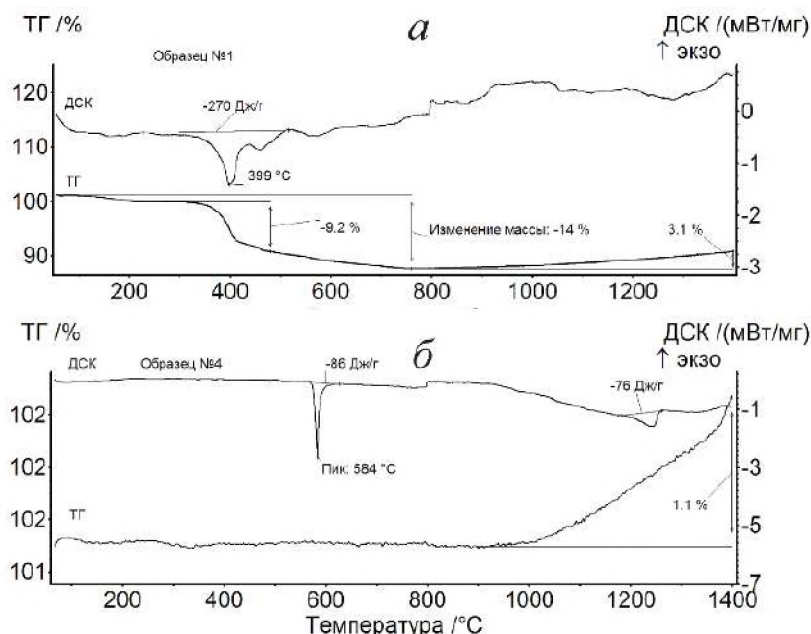 ТГ /%
а
ДСК /(мВт/мг)
↑ экзо
Образец №1
120
ДСК
-270 Дж/г
0
110
-1
399 °C
ТГ
100
-2
-9.2 %
Изменение массы: -14 %
3.1 %
90
-3
200 400 600 800 1000 1200
ТГ /%
б
ДСК /(мВт/мг)
↑ экзо
ДСК
Образец №4
-86 Дж/г
-76 Дж/г
102
-1
Пик: 584 °C
102
-3
1.1 %
102
ТГ
-5
101
-7
200 400 600 800 1000 1200 1400
Температура /°C